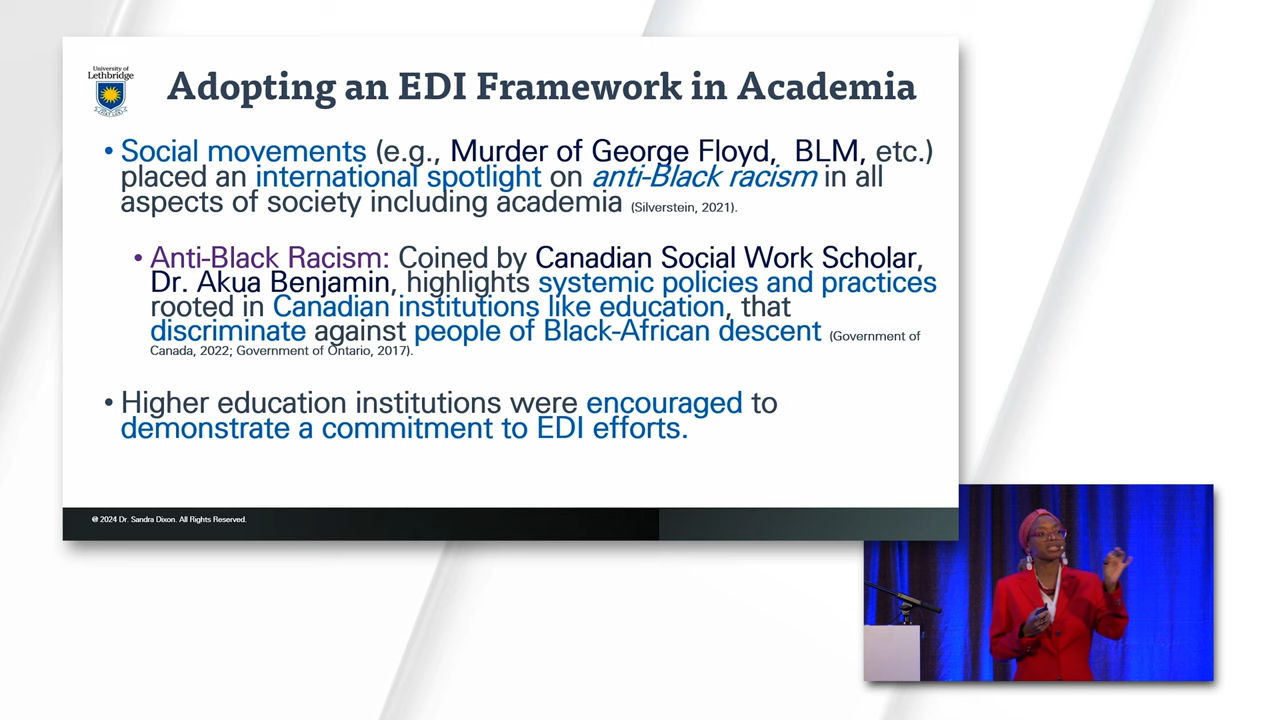 University of
Lethbridge
Adopting an EDI Framework in Academia
• Social movements (e.g., Murder of George Floyd, BLM, etc.)
placed an international spotlight on anti-Black racism in all
aspects of society including academia (Silverstein, 2021).
• Anti-Black Racism: Coined by Canadian Social Work Scholar,
Dr. Akua Benjamin, highlights systemic policies and practices
rooted in Canadian institutions like education, that
discriminate against people of Black-African descent (Government of
Canada, 2022; Government of Ontario, 2017).
• Higher education institutions were encouraged to
demonstrate a commitment to EDI efforts.
@ 2024 Dr. Sandra Dixon. All Rights Reserved.